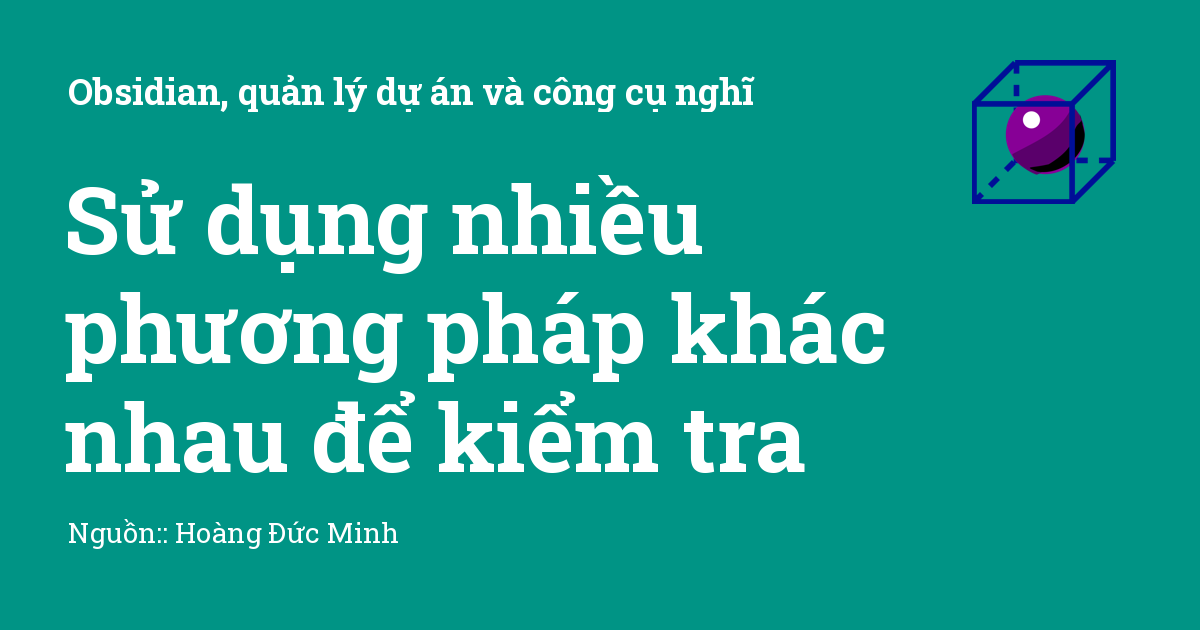 Obsidian, quản lý dự án và công cụ nghĩ
Sử dụng nhiều
phương pháp khác
nhau để kiểm tra
Nguồn:: Hoàng Đức Minh